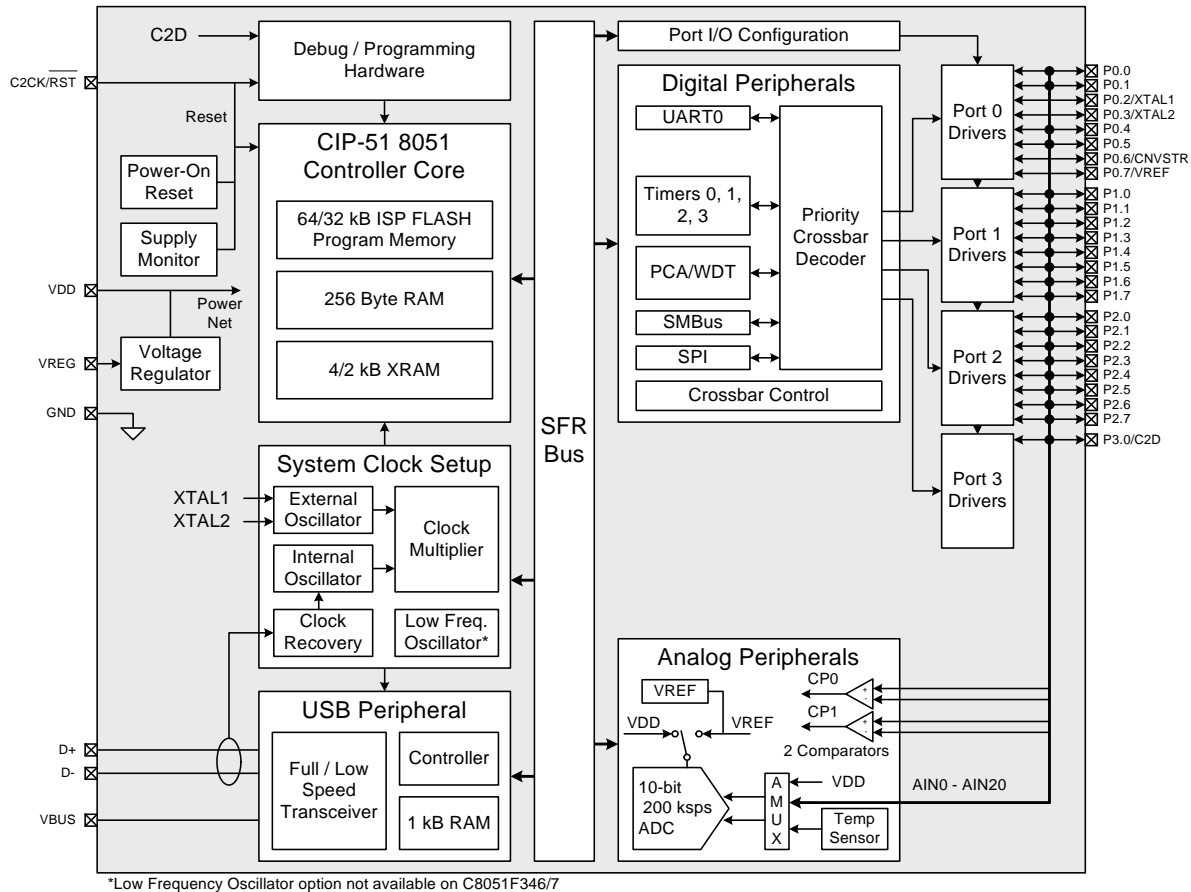 C2D
C2CK/RST
Debug / Programming
Hardware
Reset
Power-On
Reset
Supply
Monitor
VDD
Power
Net
VREG
Voltage
Regulator
GND
CIP-51 8051
Controller Core
64/32 kB ISP FLASH
Program Memory
256 Byte RAM
4/2 kB XRAM
System Clock Setup
XTAL1
XTAL2
External
Oscillator
Internal
Oscillator
Clock
Multiplier
Clock
Recovery
Low Freq.
Oscillator*
USB Peripheral
D+
D-
VBUS
Full / Low
Speed
Transceiver
Controller
1 kB RAM
SFR
Bus
Port I/O Configuration
Digital Peripherals
UART0
Timers 0, 1,
2, 3
PCA/WDT
SMBus
SPI
Priority
Crossbar
Decoder
Crossbar Control
Port 0
Drivers
Port 1
Drivers
Port 2
Drivers
Port 3
Drivers
P0.0
P0.1
P0.2/XTAL1
P0.3/XTAL2
P0.4
P0.5
P0.6/CNVSTR
P0.7/VREF
P1.0
P1.1
P1.2
P1.3
P1.4
P1.5
P1.6
P1.7
P2.0
P2.1
P2.2
P2.3
P2.4
P2.5
P2.6
P2.7
P3.0/C2D
Analog Peripherals
VREF
VDD
VREF
CP0
+
-
CP1
+
-
2 Comparators
10-bit
200 ksps
ADC
A
M
U
X
VDD
Temp
Sensor
AIN0 - AIN20
*Low Frequency Oscillator option not available on C8051F346/7